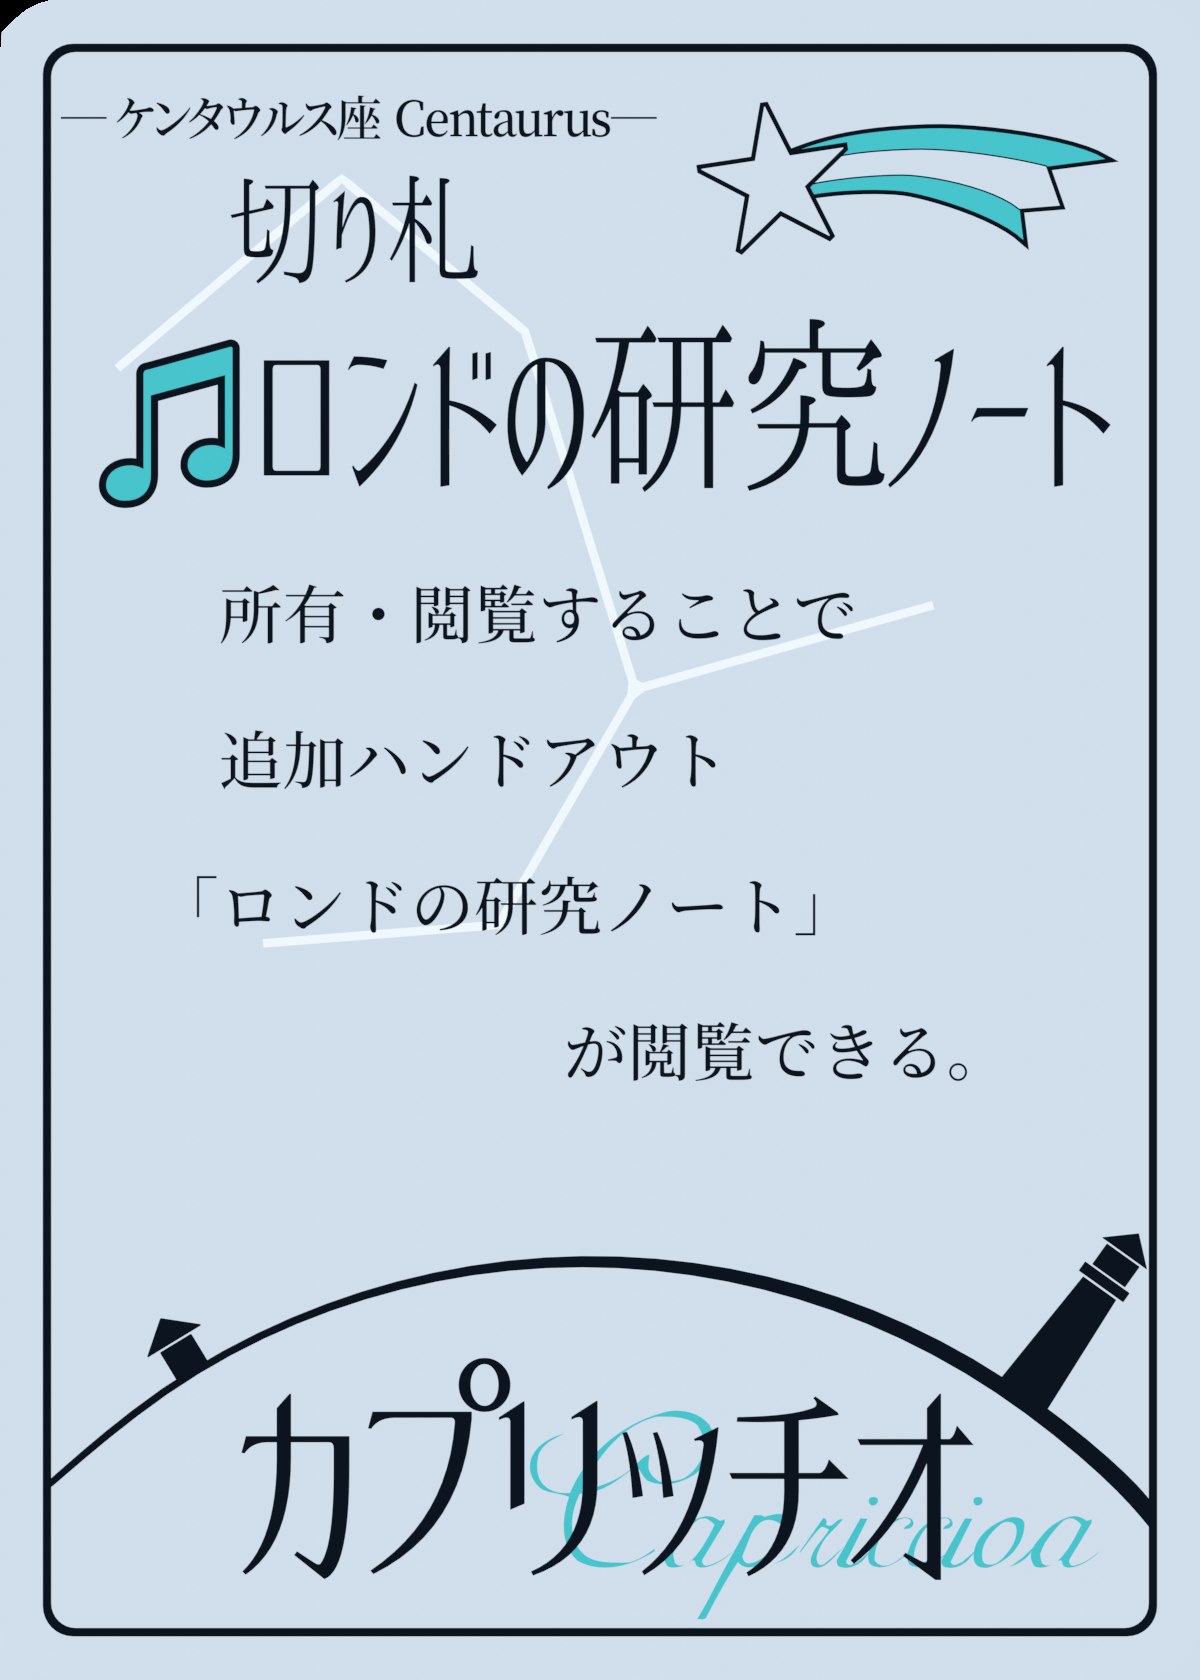 ― ケンタウルス座 Centaurus―
切り札
ロンドの研究ノート
所有・閲覧することで
追加ハンドアウト
「ロンドの研究ノート」
が閲覧できる。
カプリッチオ
Capriccioa